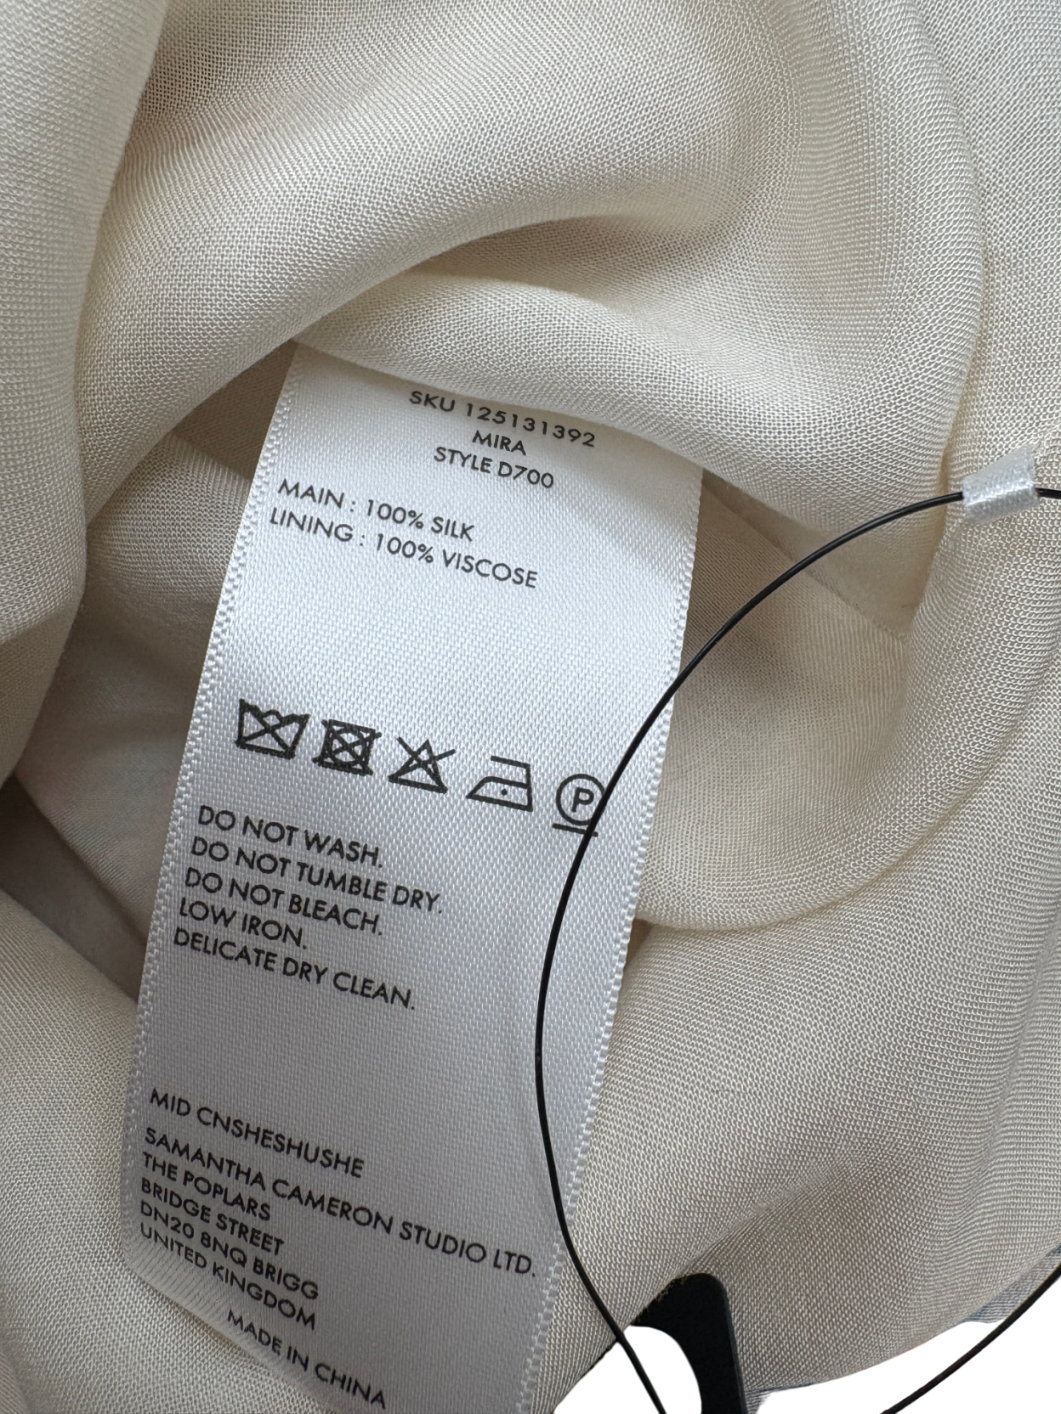 SKU 125131392
MIRA
STYLE D700
MAIN : 100% SILK
LINING : 100% VISCOSE
P
DO NOT WASH.
DO NOT TUMBLE DRY.
DO NOT BLEACH.
LOW IRON.
DELICATE DRY CLEAN.
MID CNSHESHUSHE
SAMANTHA CAMERON STUDIO LTD.
THE POPLARS
BRIDGE STREET
DN20 8NQ BRIGG
UNITED KINGDOM
MADE IN CHINA